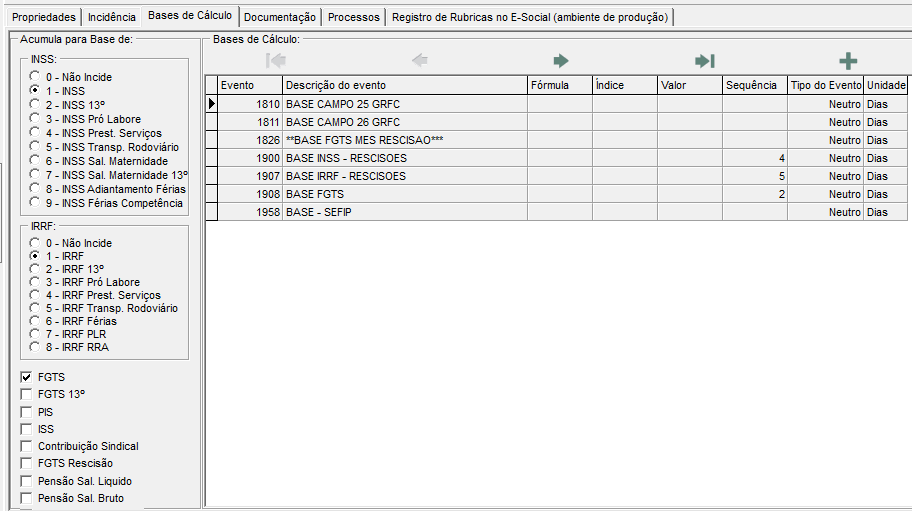 Propriedades Incidência Bases de Cálculo Documentação Processos Registro de Rubricas no E-Social (ambiente de produção)
Acumula para Base de:
INSS:
0 - Não Incide
1 - INSS
2 - INSS 13º
3 - INSS Pró Labore
4 - INSS Prest. Serviços
5 - INSS Transp. Rodoviário
6 - INSS Sal. Maternidade
7 - INSS Sal. Maternidade 13º
8 - INSS Adiantamento Férias
9 - INSS Férias Competência
IRRF:
0 - Não Incide
1 - IRRF
2 - IRRF 13º
3 - IRRF Pró Labore
4 - IRRF Prest. Serviços
5 - IRRF Transp. Rodoviário
6 - IRRF Férias
7 - IRRF PLR
8 - IRRF RRA
FGTS
FGTS 13º
PIS
ISS
Contribuição Sindical
FGTS Rescisão
Pensão Sal. Liquido
Pensão Sal. Bruto
Bases de Cálculo:
Evento Descrição do evento Fórmula Índice Valor Sequência Tipo do Evento Unidade
1810 BASE CAMPO 25 GRFC Neutro Dias
1811 BASE CAMPO 26 GRFC Neutro Dias
1826 **BASE FGTS MES RESCISAO*** Neutro Dias
1900 BASE INSS - RESCISOES 4 Neutro Dias
1907 BASE IRRF - RESCISOES 5 Neutro Dias
1908 BASE FGTS 2 Neutro Dias
1958 BASE - SEFIP Neutro Dias